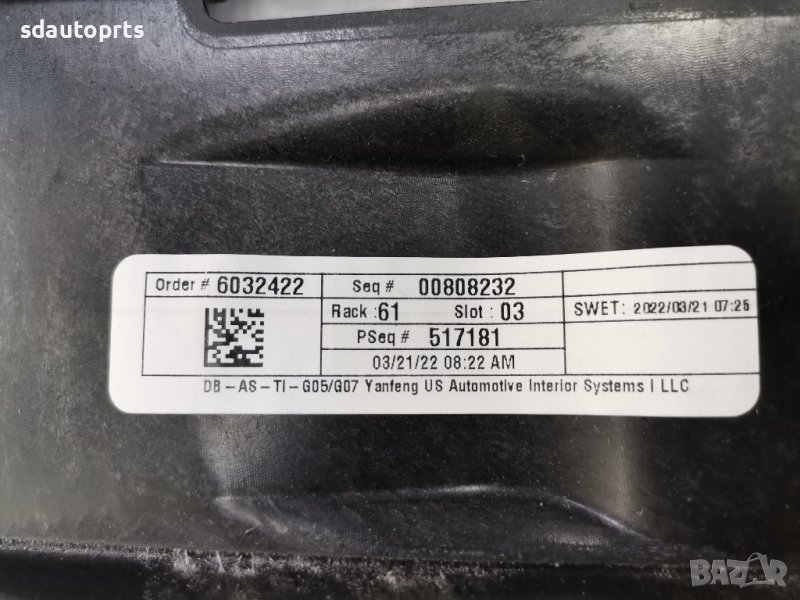 sdautoprts
Order # 6032422 Seq # 00808232
Rack :61 Slot : 03 SWET: 2022/03/21 07:25
PSeq # 517181
03/21/22 08:22 AM
DB-AS-TI-G05/G07 Yanfeng US Automotive Interior Systems I LLC
BAZAR